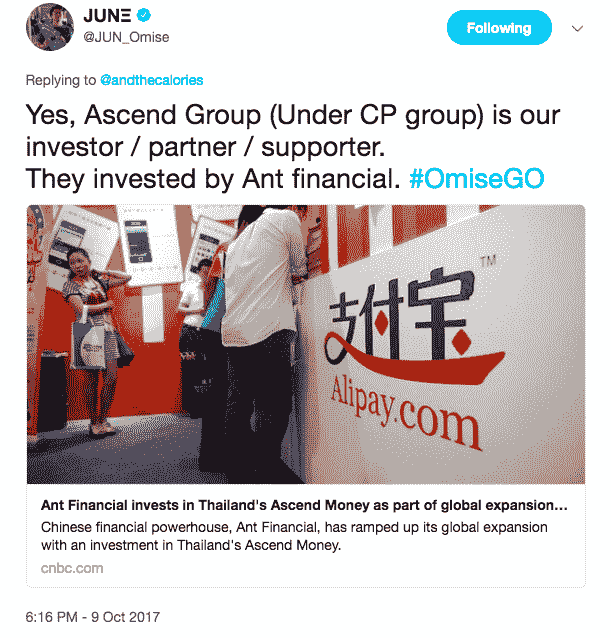 JUNΞ
@JUN_Omise
Following
Replying to @andthecalories
Yes, Ascend Group (Under CP group) is our
investor / partner / supporter.
They invested by Ant financial. #OmiseGO
支付宝
TM
Alipay.com
Ant Financial invests in Thailand's Ascend Money as part of global expansion...
Chinese financial powerhouse, Ant Financial, has ramped up its global expansion
with an investment in Thailand's Ascend Money.
cnbc.com
6:16 PM - 9 Oct 2017